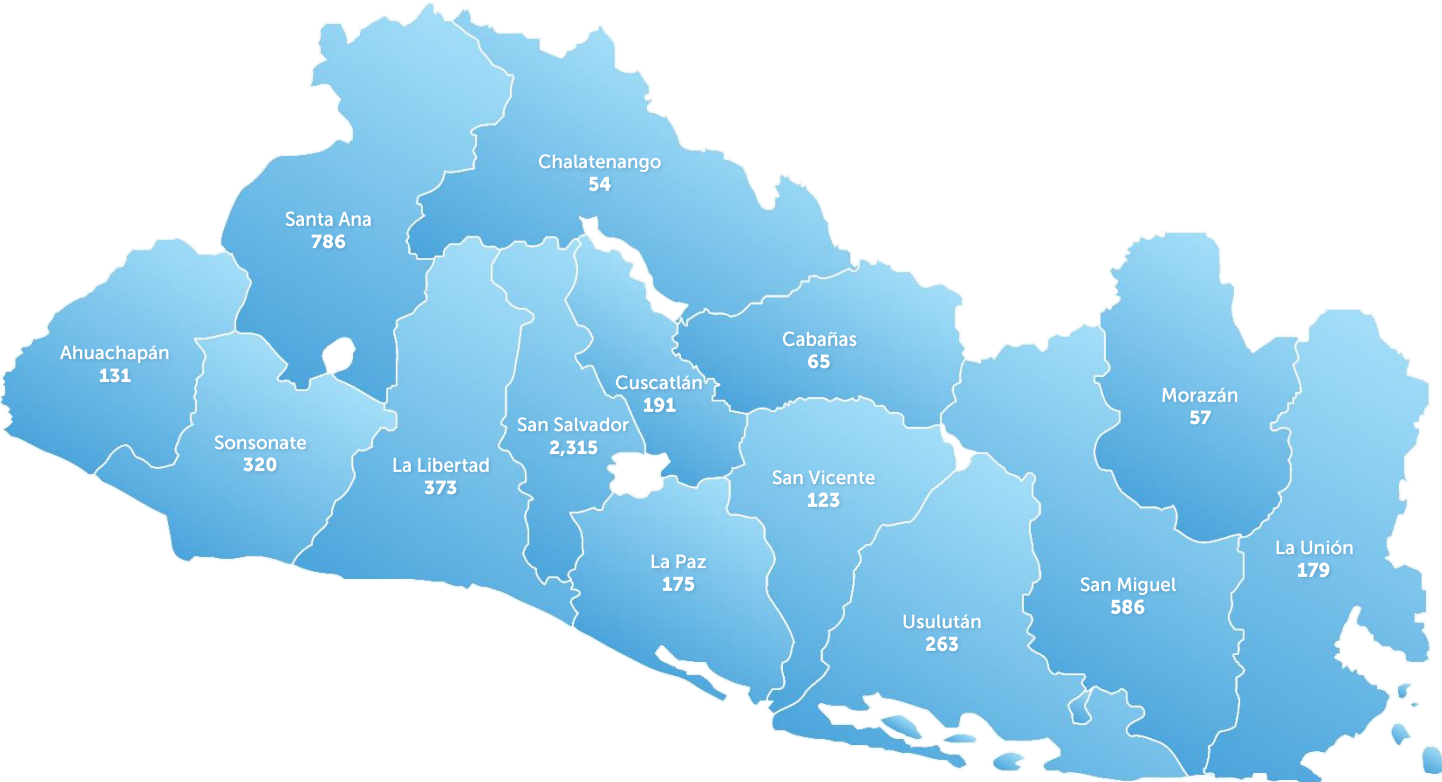 Chalatenango
54
Santa Ana
786
Ahuachapán
131
Cabañas
65
Cuscatlán
191
Morazán
57
San Salvador
2,315
Sonsonate
320
La Libertad
373
San Vicente
123
La Unión
179
La Paz
175
San Miguel
586
Usulután
263